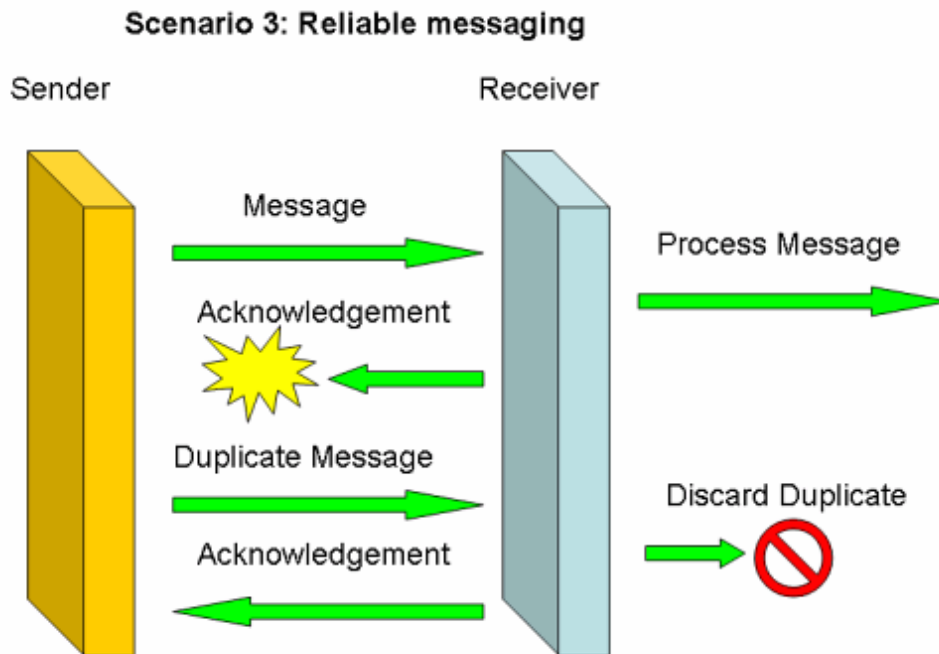 Scenario 3: Reliable messaging
Sender
Receiver
Message
Process Message
Acknowledgement
Duplicate Message
Discard Duplicate
Acknowledgement